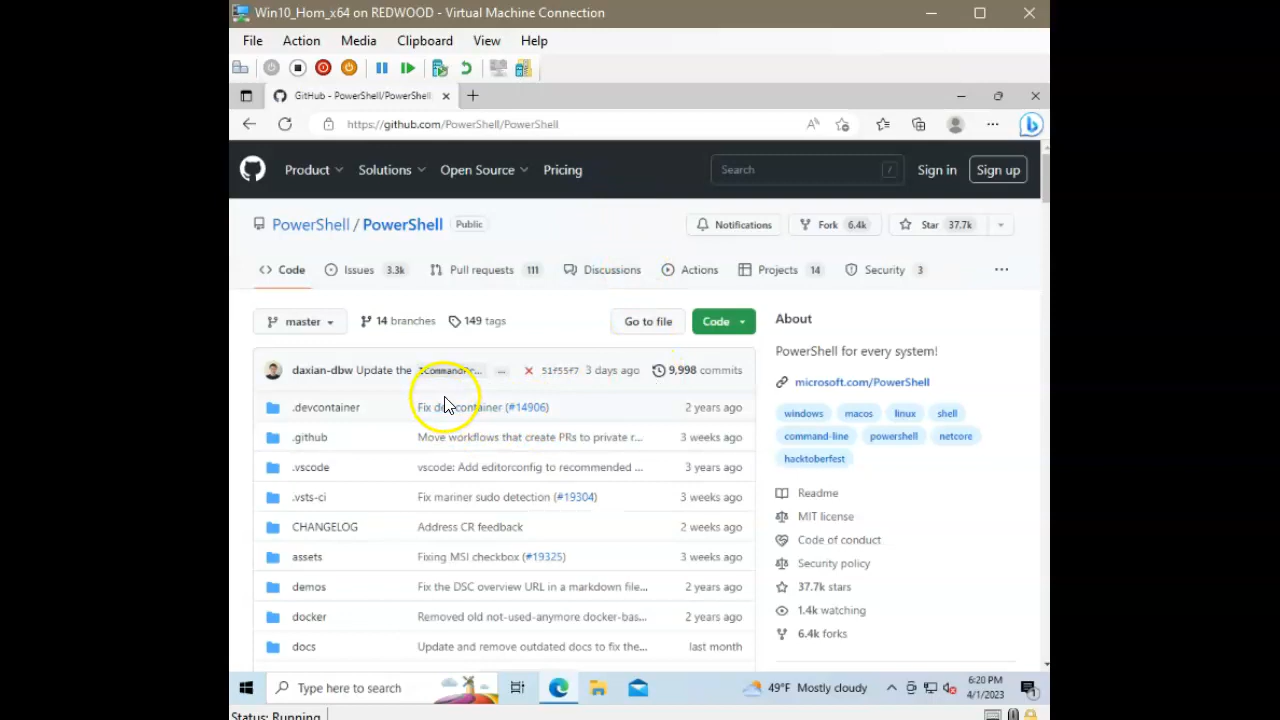 Win10_Hom_x64 on REDWOOD - Virtual Machine Connection
File Action Media Clipboard View Help
GitHub - PowerShell/PowerShell
https://github.com/PowerShell/PowerShell
Product Solutions Open Source Pricing Search / Sign in Sign up
PowerShell / PowerShell Public Notifications Fork 6.4k Star 37.7k
Code Issues 3.3k Pull requests 111 Discussions Actions Projects 14 Security 3 ...
master 14 branches 149 tags Go to file Code
About
PowerShell for every system!
daxian-dbw Update the ... 51f55f7 3 days ago 9,998 commits
microsoft.com/PowerShell
.devcontainer Fix devcontainer (#14906) 2 years ago
windows macos linux shell
.github Move workflows that create PRs to private r... 3 weeks ago
command-line powershell netcore
hacktoberfest
.vscode vscode: Add editorconfig to recommended ... 3 years ago
Readme
.vsts-ci Fix mariner sudo detection (#19304) 3 weeks ago
MIT license
CHANGELOG Address CR feedback 2 weeks ago
Code of conduct
assets Fixing MSI checkbox (#19325) 3 weeks ago
Security policy
demos Fix the DSC overview URL in a markdown file... 2 years ago
37.7k stars
1.4k watching
docker Removed old not-used-anymore docker-bas... 2 years ago
6.4k forks
docs Update and remove outdated docs to fix the... last month
Type here to search 49°F Mostly cloudy 6:20 PM
4/1/2023
Status: Running